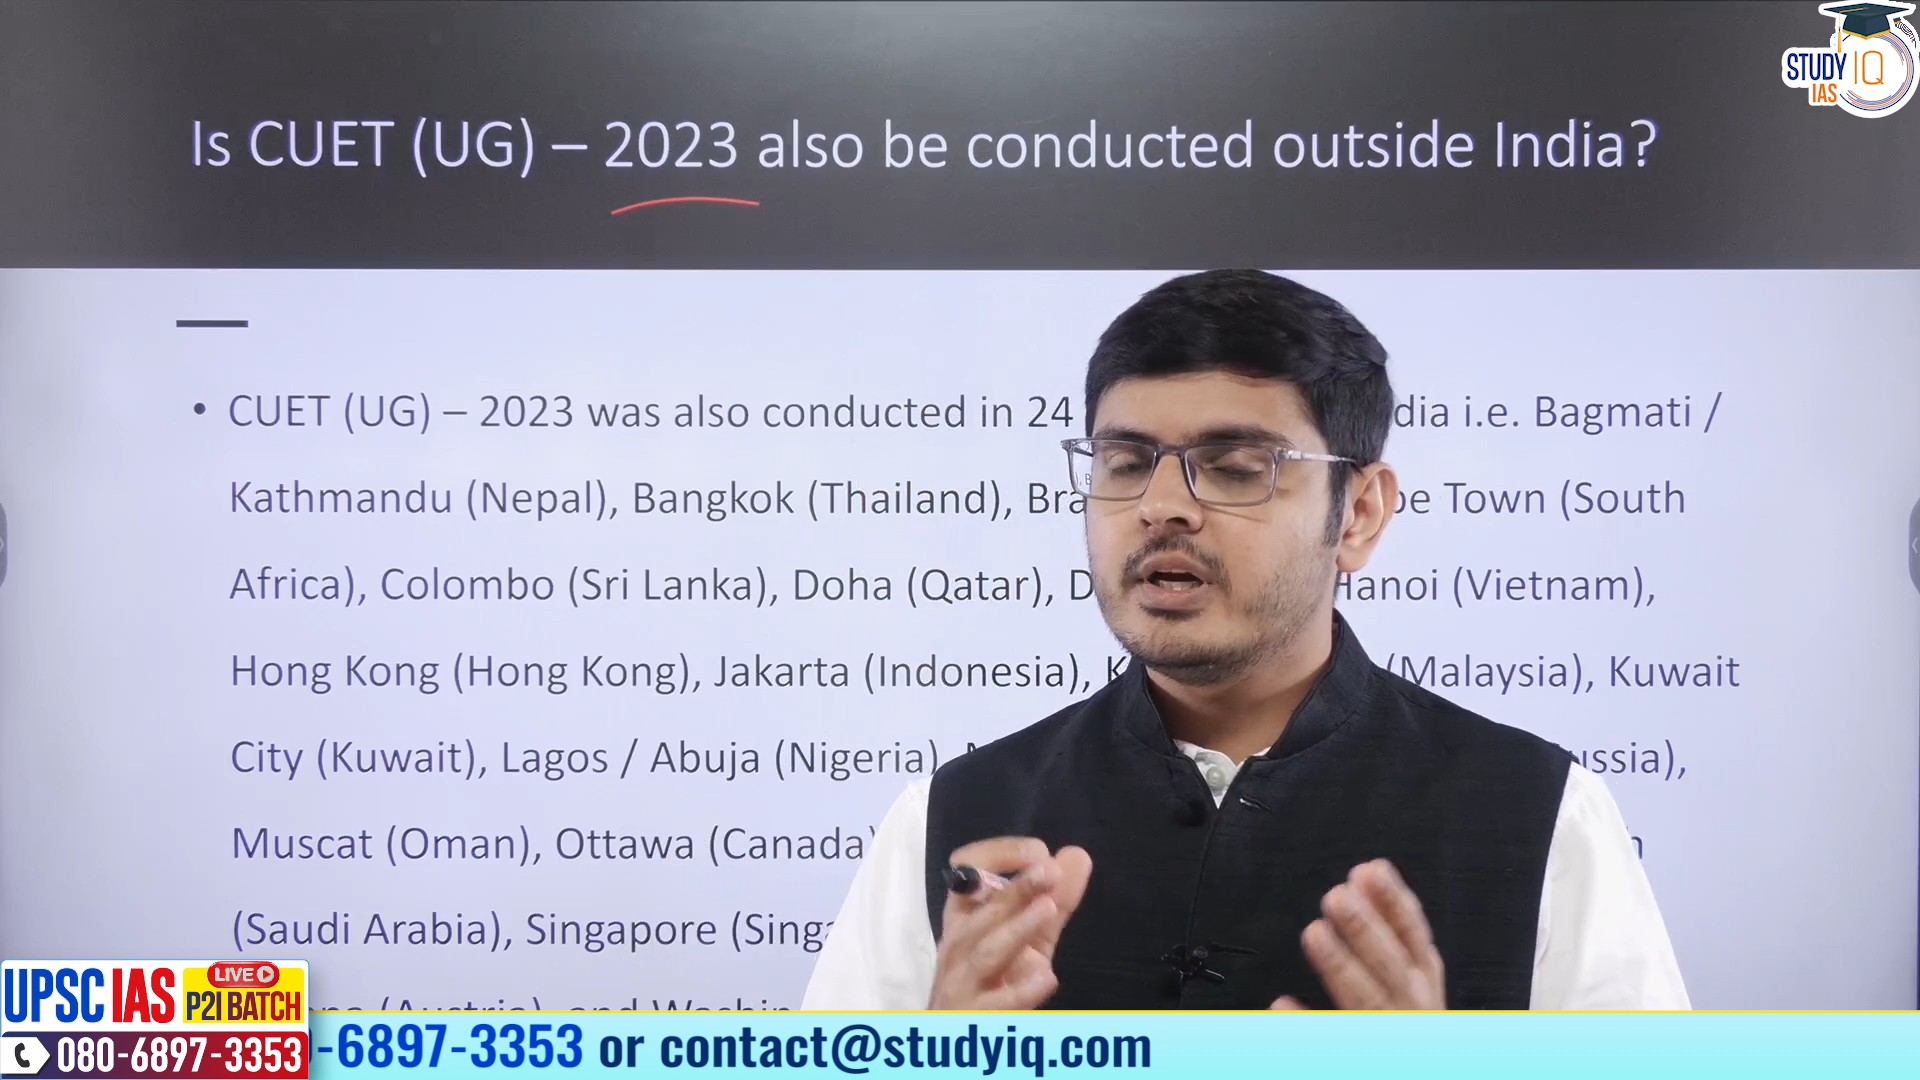 STUDY IQ
IAS
Is CUET (UG) – 2023 also be conducted outside India?
• CUET (UG) – 2023 was also conducted in 24 i.e. Bagmati /
Kathmandu (Nepal), Bangkok (Thailand), Town (South
Africa), Colombo (Sri Lanka), Doha (Qatar), Hanoi (Vietnam),
Hong Kong (Hong Kong), Jakarta (Indonesia), (Malaysia), Kuwait
City (Kuwait), Lagos / Abuja (Nigeria)
Muscat (Oman), Ottawa (Canada)
(Saudi Arabia), Singapore
(Austria), and
UPSC IAS LIVE P2I BATCH
080-6897-3353
-6897-3353 or contact@studyiq.com